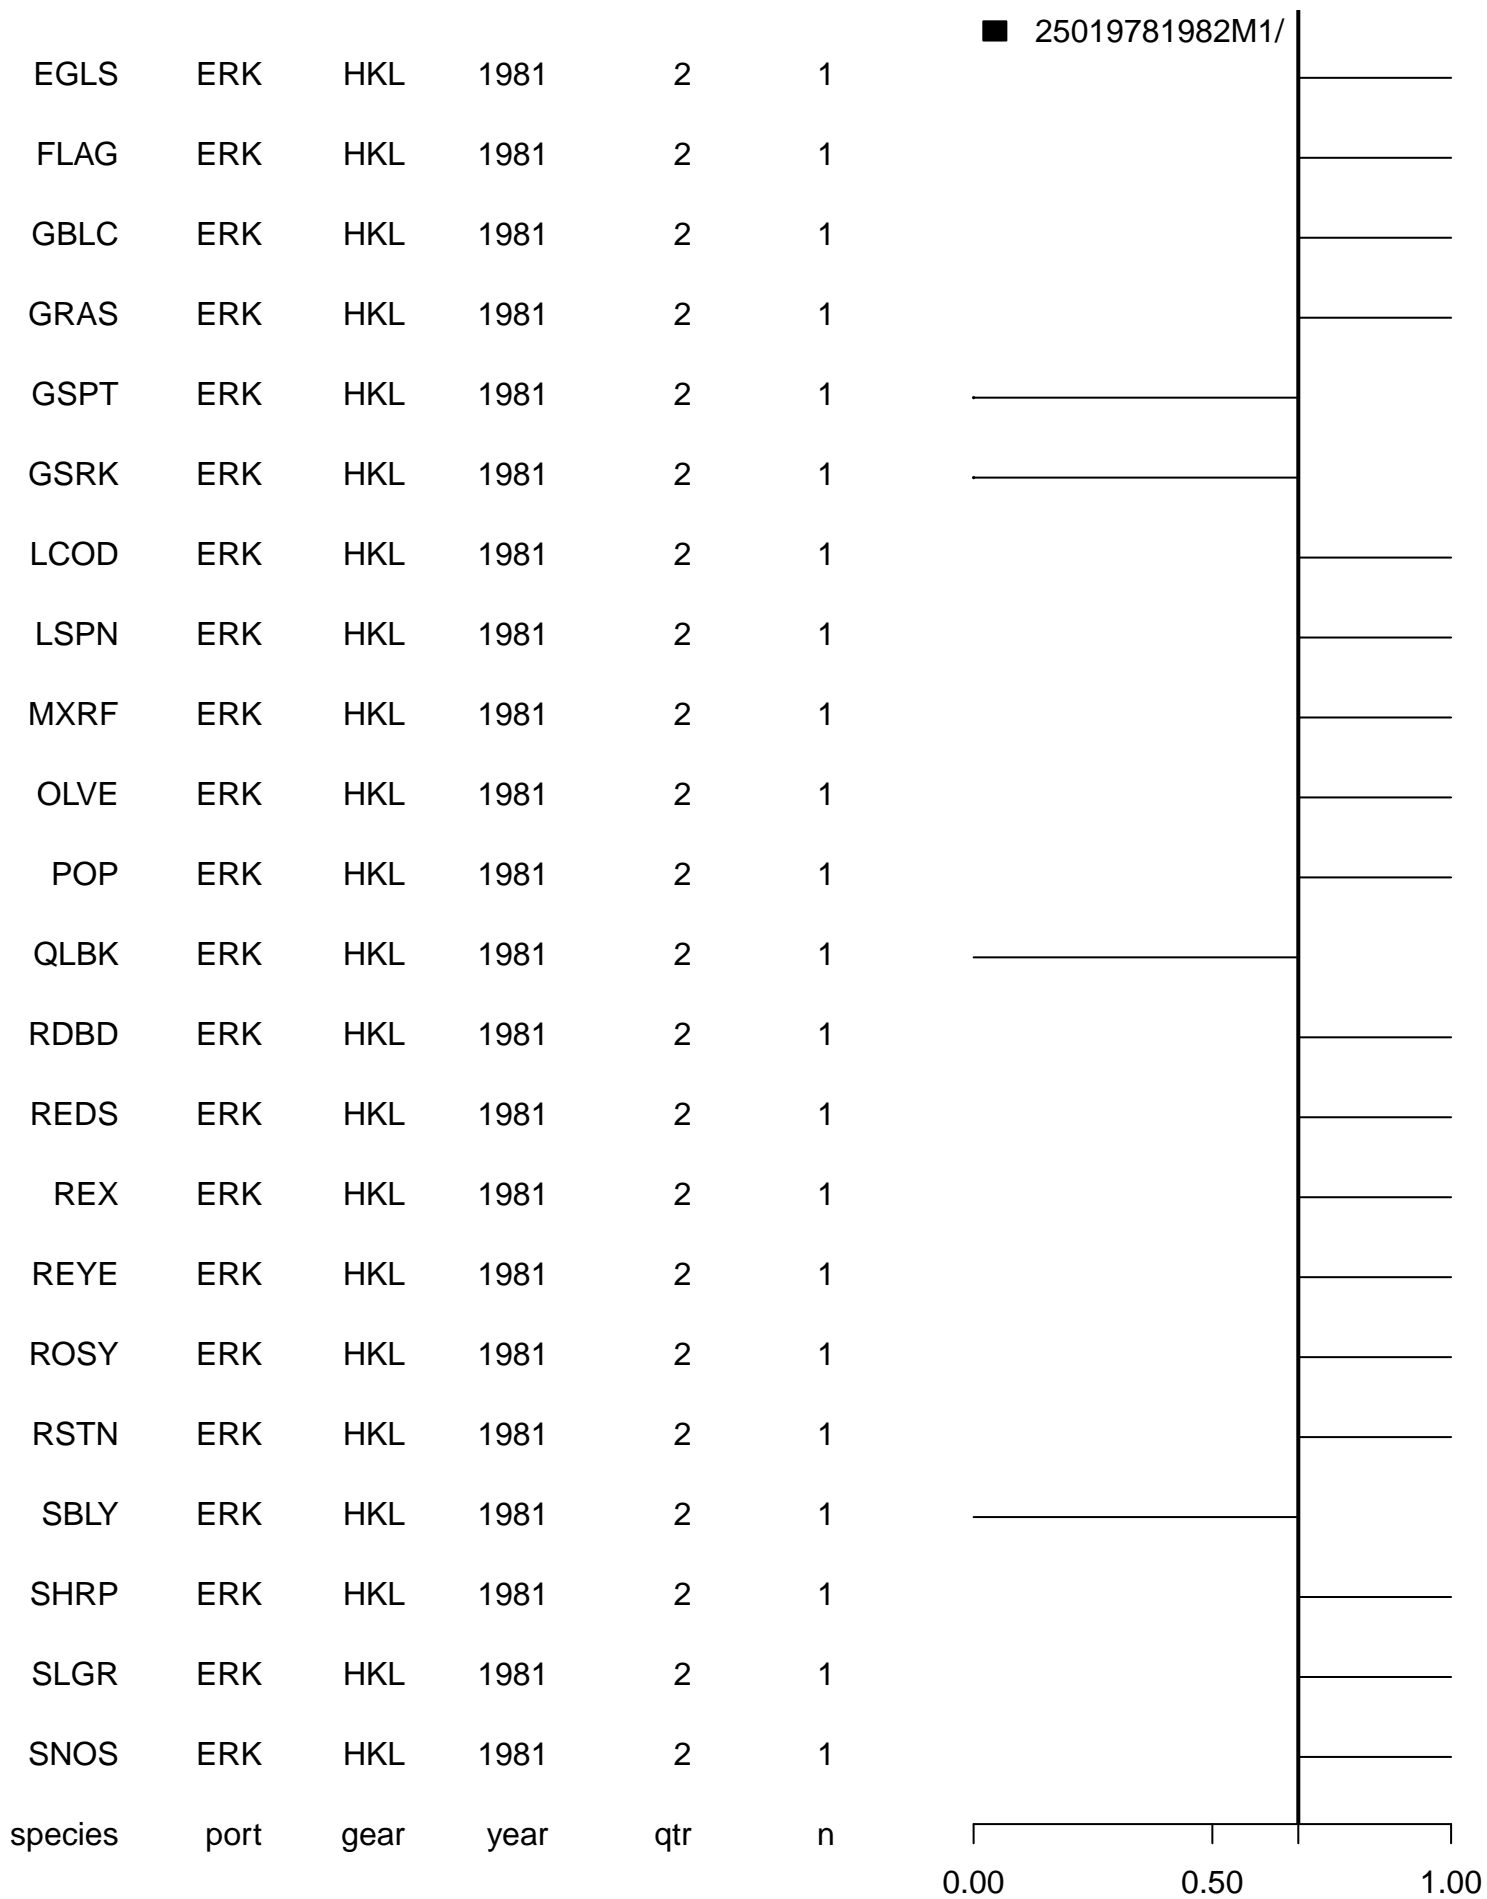 25019781982M1/
EGLS ERK HKL 1981 2 1
FLAG ERK HKL 1981 2 1
GBLC ERK HKL 1981 2 1
GRAS ERK HKL 1981 2 1
GSPT ERK HKL 1981 2 1
GSRK ERK HKL 1981 2 1
LCOD ERK HKL 1981 2 1
LSPN ERK HKL 1981 2 1
MXRF ERK HKL 1981 2 1
OLVE ERK HKL 1981 2 1
POP ERK HKL 1981 2 1
QLBK ERK HKL 1981 2 1
RDBD ERK HKL 1981 2 1
REDS ERK HKL 1981 2 1
REX ERK HKL 1981 2 1
REYE ERK HKL 1981 2 1
ROSY ERK HKL 1981 2 1
RSTN ERK HKL 1981 2 1
SBLY ERK HKL 1981 2 1
SHRP ERK HKL 1981 2 1
SLGR ERK HKL 1981 2 1
SNOS ERK HKL 1981 2 1
species port gear year qtr n
0.00 0.50 1.00